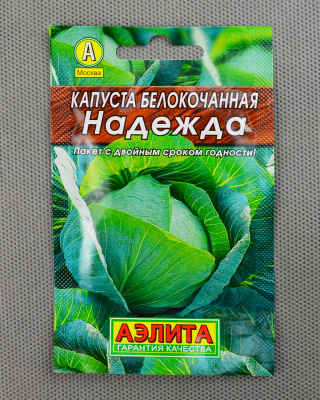 А
Москва
КАПУСТА БЕЛОКОЧАННАЯ
Надежда
Пакет с двойным сроком годности!
АЭЛИТА
ГАРАНТИЯ КАЧЕСТВА